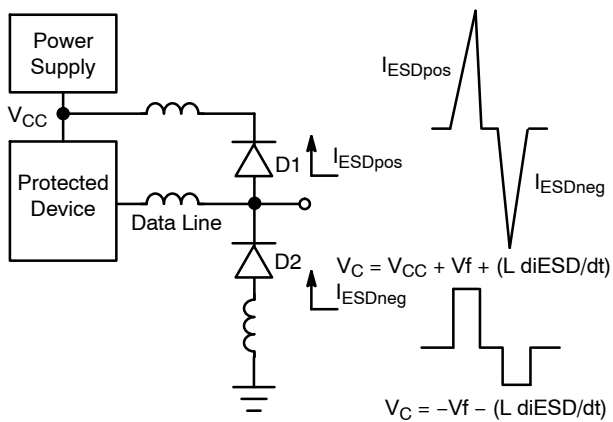 Power
Supply
V_CC
Protected
Device
Data Line
D1
I_ESDpos
D2
I_ESDneg
I_ESDpos
I_ESDneg
V_C = V_CC + Vf + (L diESD/dt)
V_C = −Vf − (L diESD/dt)